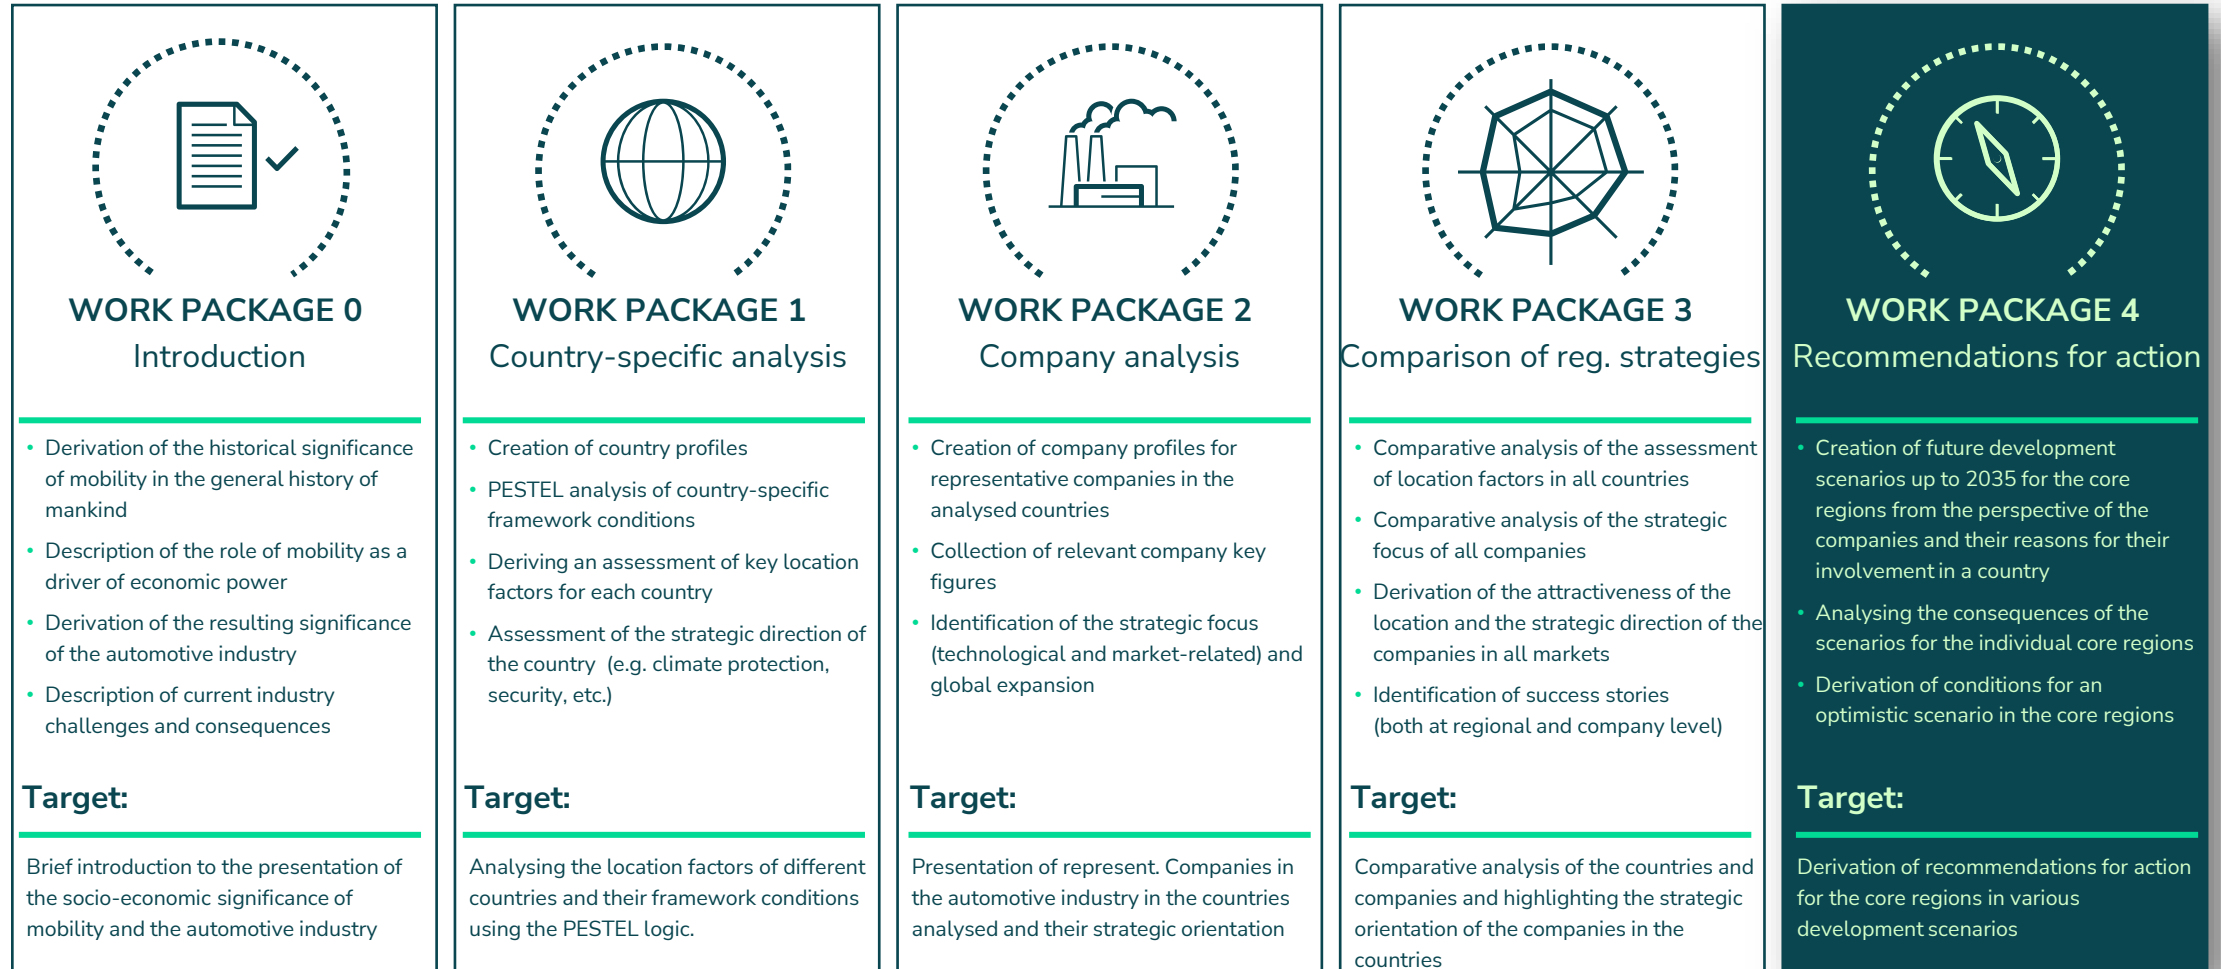 WORK PACKAGE 0
Introduction
• Derivation of the historical significance
of mobility in the general history of
mankind
• Description of the role of mobility as a
driver of economic power
• Derivation of the resulting significance
of the automotive industry
• Description of current industry
challenges and consequences
Target:
Brief introduction to the presentation of
the socio-economic significance of
mobility and the automotive industry
WORK PACKAGE 1
Country-specific analysis
• Creation of country profiles
• PESTEL analysis of country-specific
framework conditions
• Deriving an assessment of key location
factors for each country
• Assessment of the strategic direction of
the country (e.g. climate protection,
security, etc.)
Target:
Analysing the location factors of different
countries and their framework conditions
using the PESTEL logic.
WORK PACKAGE 2
Company analysis
• Creation of company profiles for
representative companies in the
analysed countries
• Collection of relevant company key
figures
• Identification of the strategic focus
(technological and market-related) and
global expansion
Target:
Presentation of represent. Companies in
the automotive industry in the countries
analysed and their strategic orientation
WORK PACKAGE 3
Comparison of reg. strategies
• Comparative analysis of the assessment
of location factors in all countries
• Comparative analysis of the strategic
focus of all companies
• Derivation of the attractiveness of the
location and the strategic direction of the
companies in all markets
• Identification of success stories
(both at regional and company level)
Target:
Comparative analysis of the countries and
companies and highlighting the strategic
orientation of the companies in the
countries
WORK PACKAGE 4
Recommendations for action
• Creation of future development
scenarios up to 2035 for the core
regions from the perspective of the
companies and their reasons for their
involvement in a country
• Analysing the consequences of the
scenarios for the individual core regions
• Derivation of conditions for an
optimistic scenario in the core regions
Target:
Derivation of recommendations for action
for the core regions in various
development scenarios